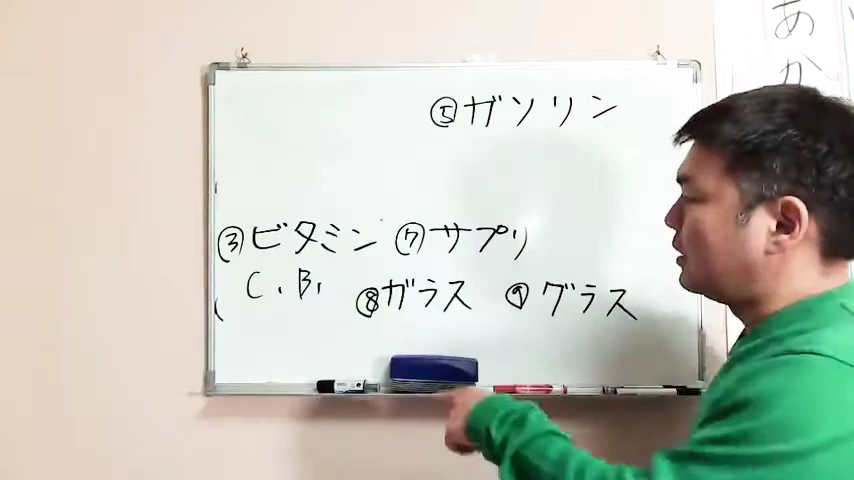 ⑤ガソリン
③ビタミン ⑦サプリ
C. B.
⑧ガラス ⑨グラス
あ
か